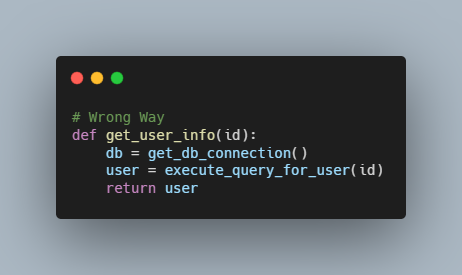 # Wrong Way
def get_user_info(id):
    db = get_db_connection()
    user = execute_query_for_user(id)
    return user